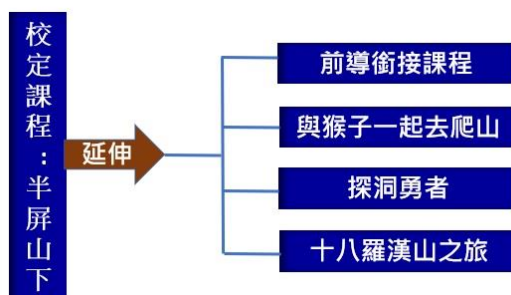 校定課程：半屏山下
延伸
前導銜接課程
與猴子一起去爬山
探洞勇者
十八羅漢山之旅